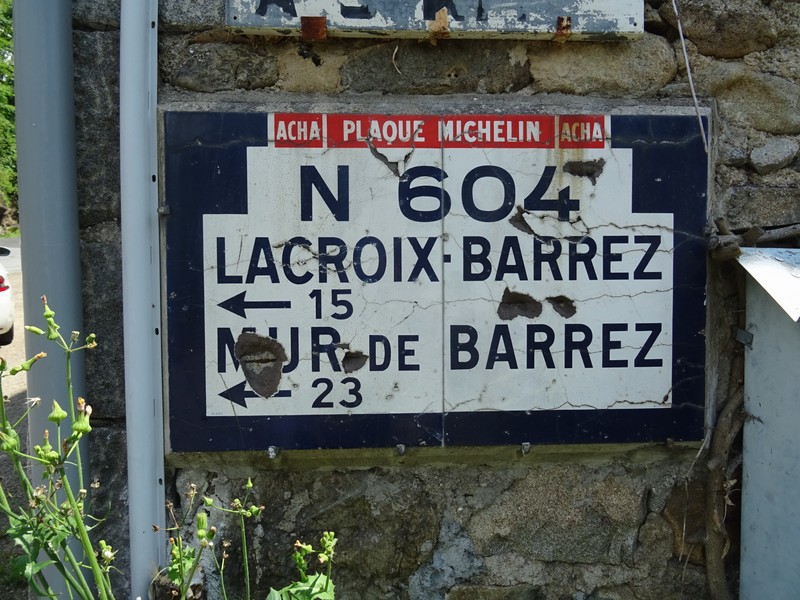 ACHA PLAQUE MICHELIN ACHA
N 604
LACROIX-BARREZ
← 15
MUR DE BARREZ
← 23